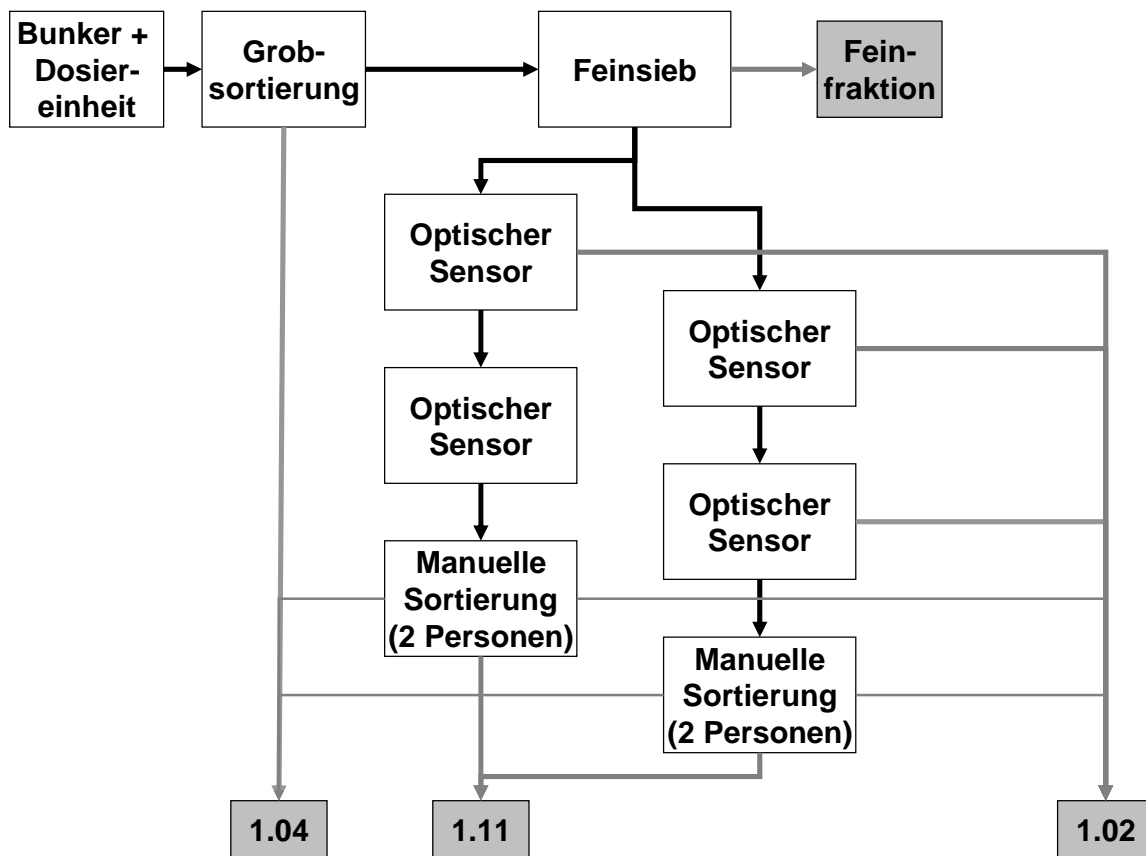 Bunker +
Dosier-
einheit
Grob-
sortierung
Feinsieb
Fein-
fraktion
Optischer
Sensor
Optischer
Sensor
Optischer
Sensor
Optischer
Sensor
Manuelle
Sortierung
(2 Personen)
Manuelle
Sortierung
(2 Personen)
1.04
1.11
1.02